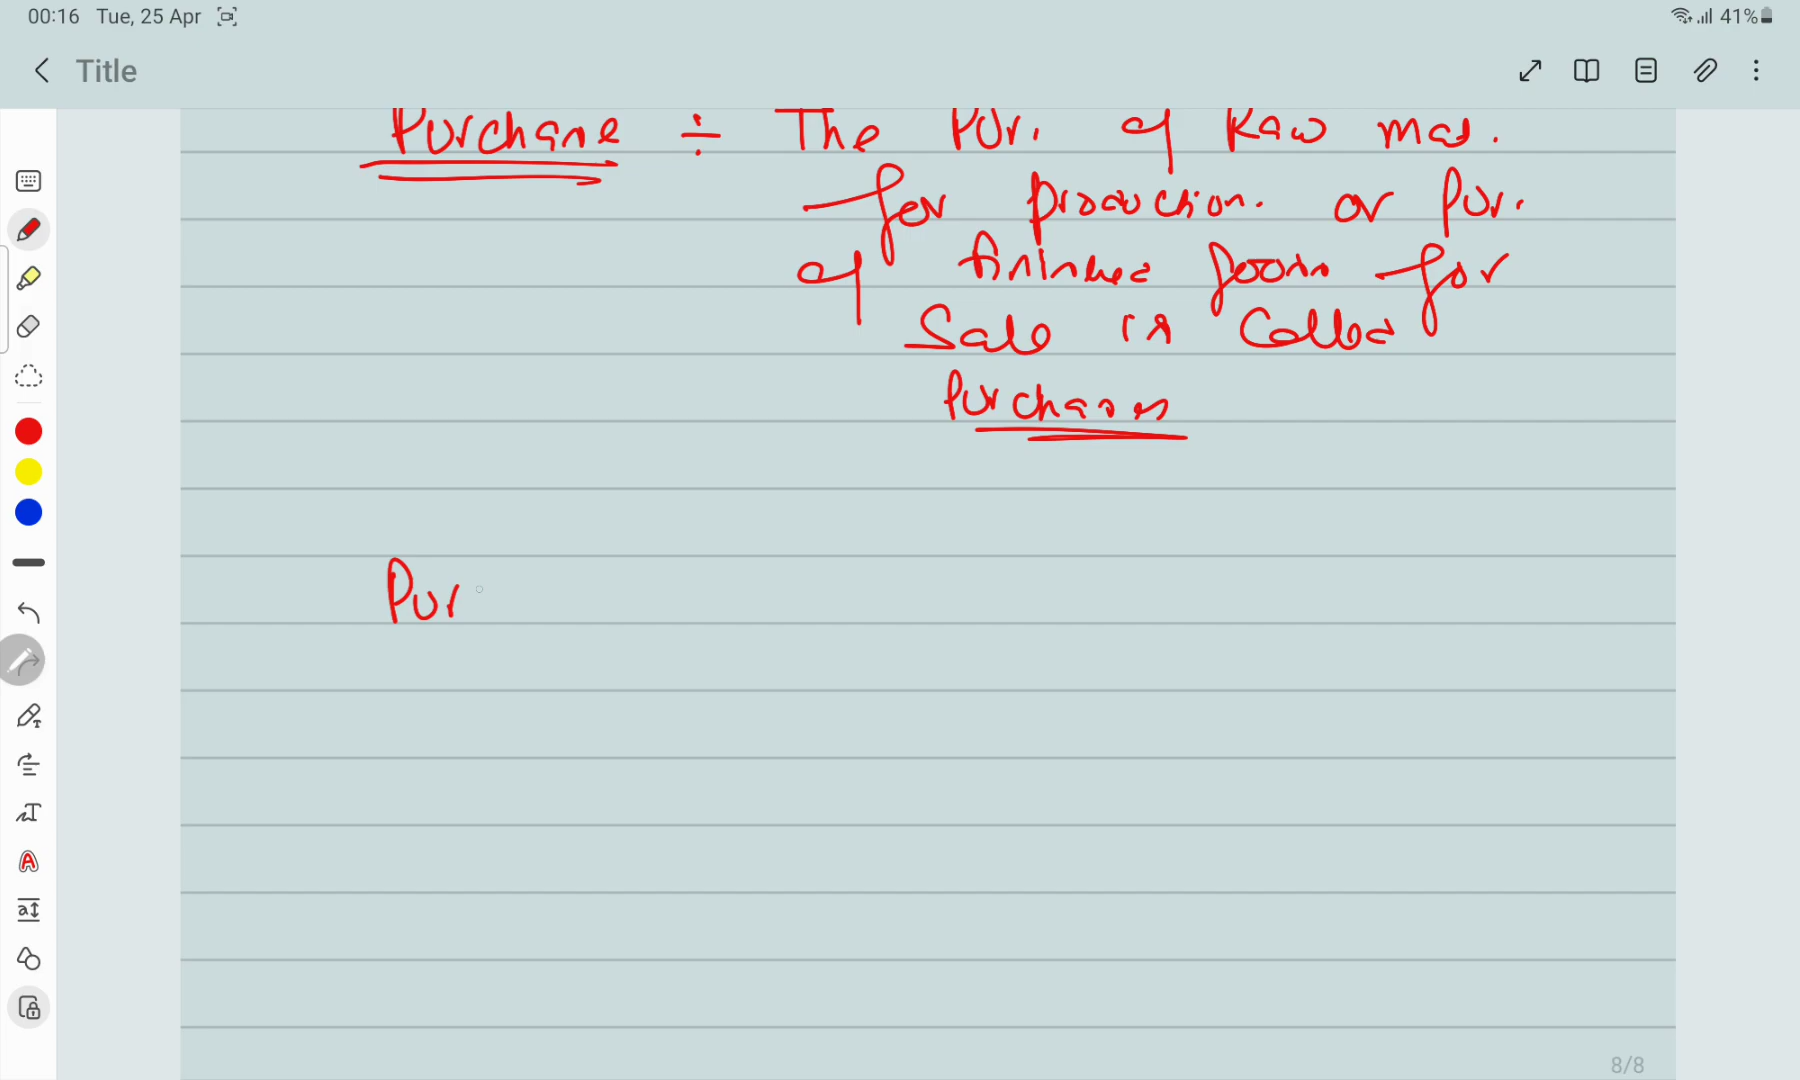 00:16 Tue, 25 Apr 41%
Title
Purchase ÷ The Pur. of Raw mat.
for production. or Pur.
of finished goods for
Sale is Called
Purchases
Pur
8/8